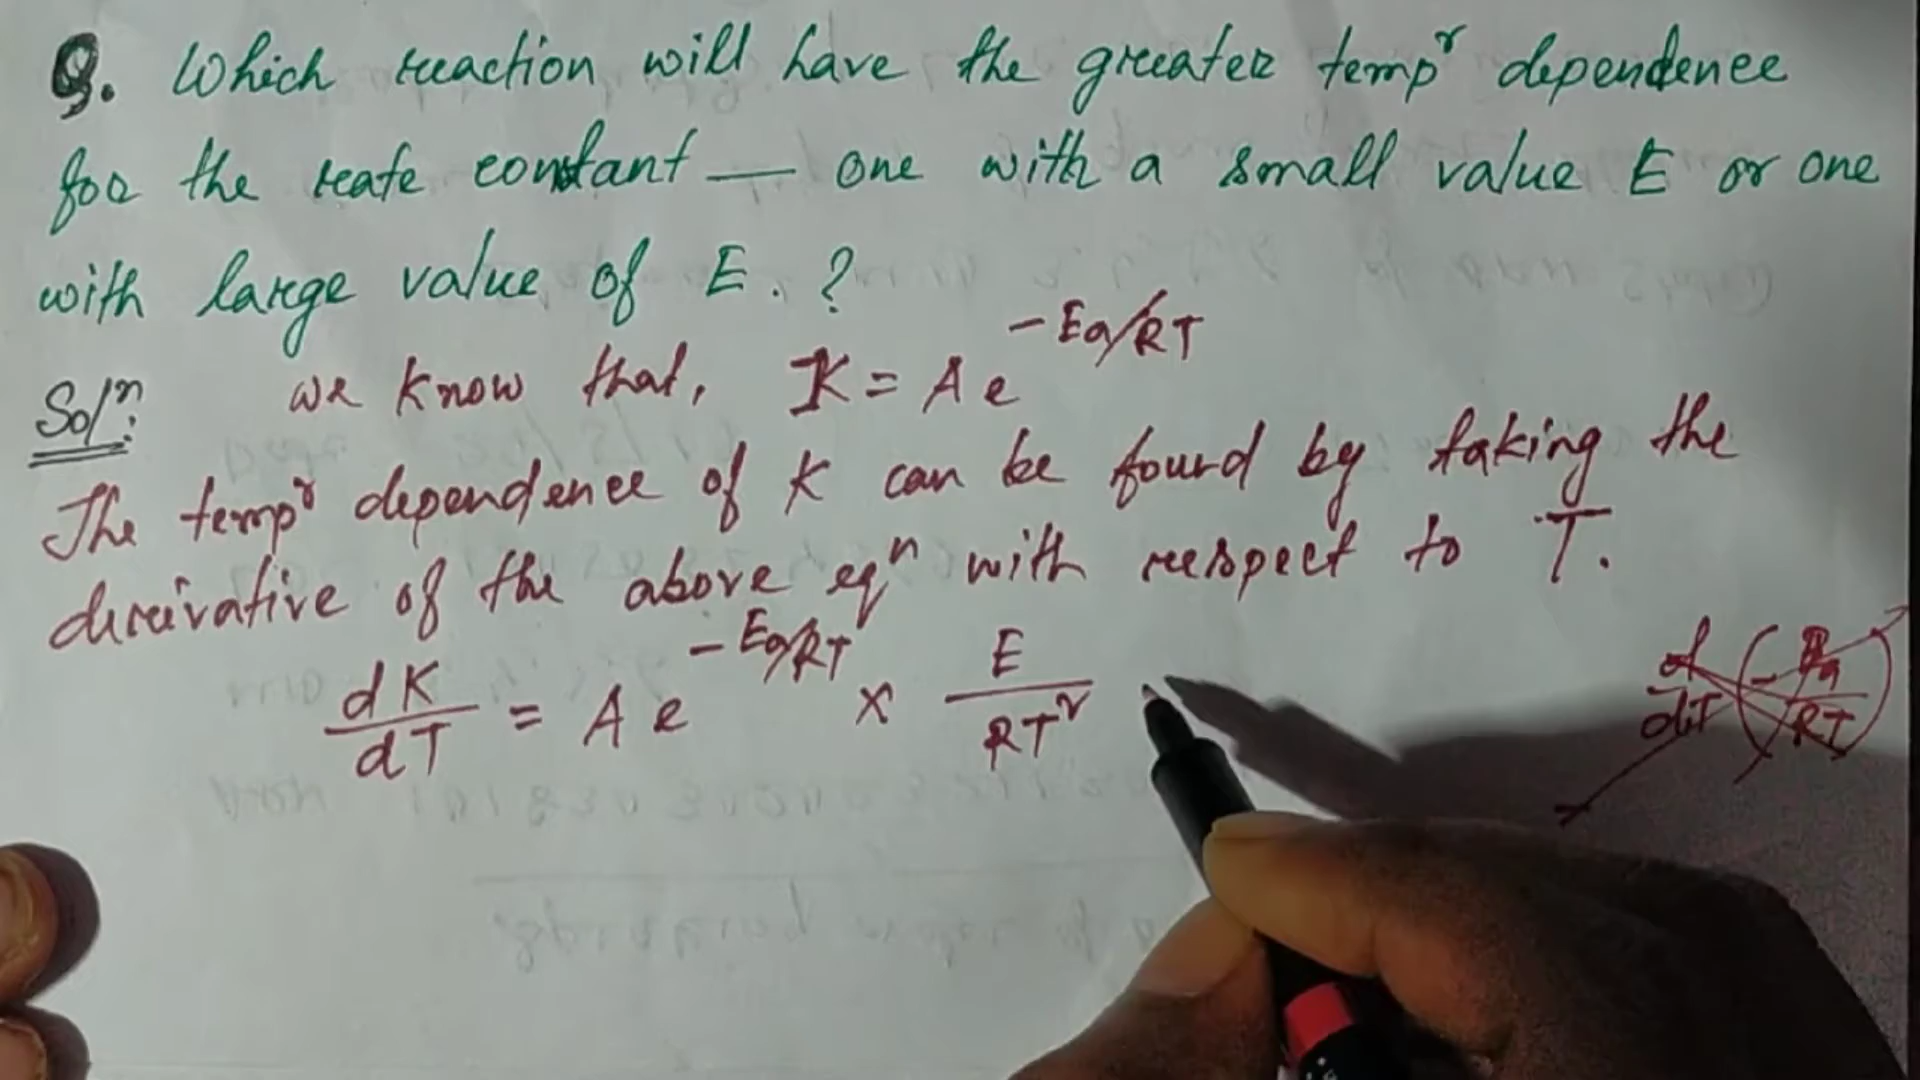 Q. Which reaction will have the greater tempʳ dependence
for the rate constant — one with a small value E or one
with large value of E. ?
Solⁿ: we know that, K = A e^(-Ea/RT)
The tempʳ dependence of K can be found by taking the
derivative of the above eqⁿ with respect to T.
dK/dT = A e^(-Ea/RT) × E/RT²